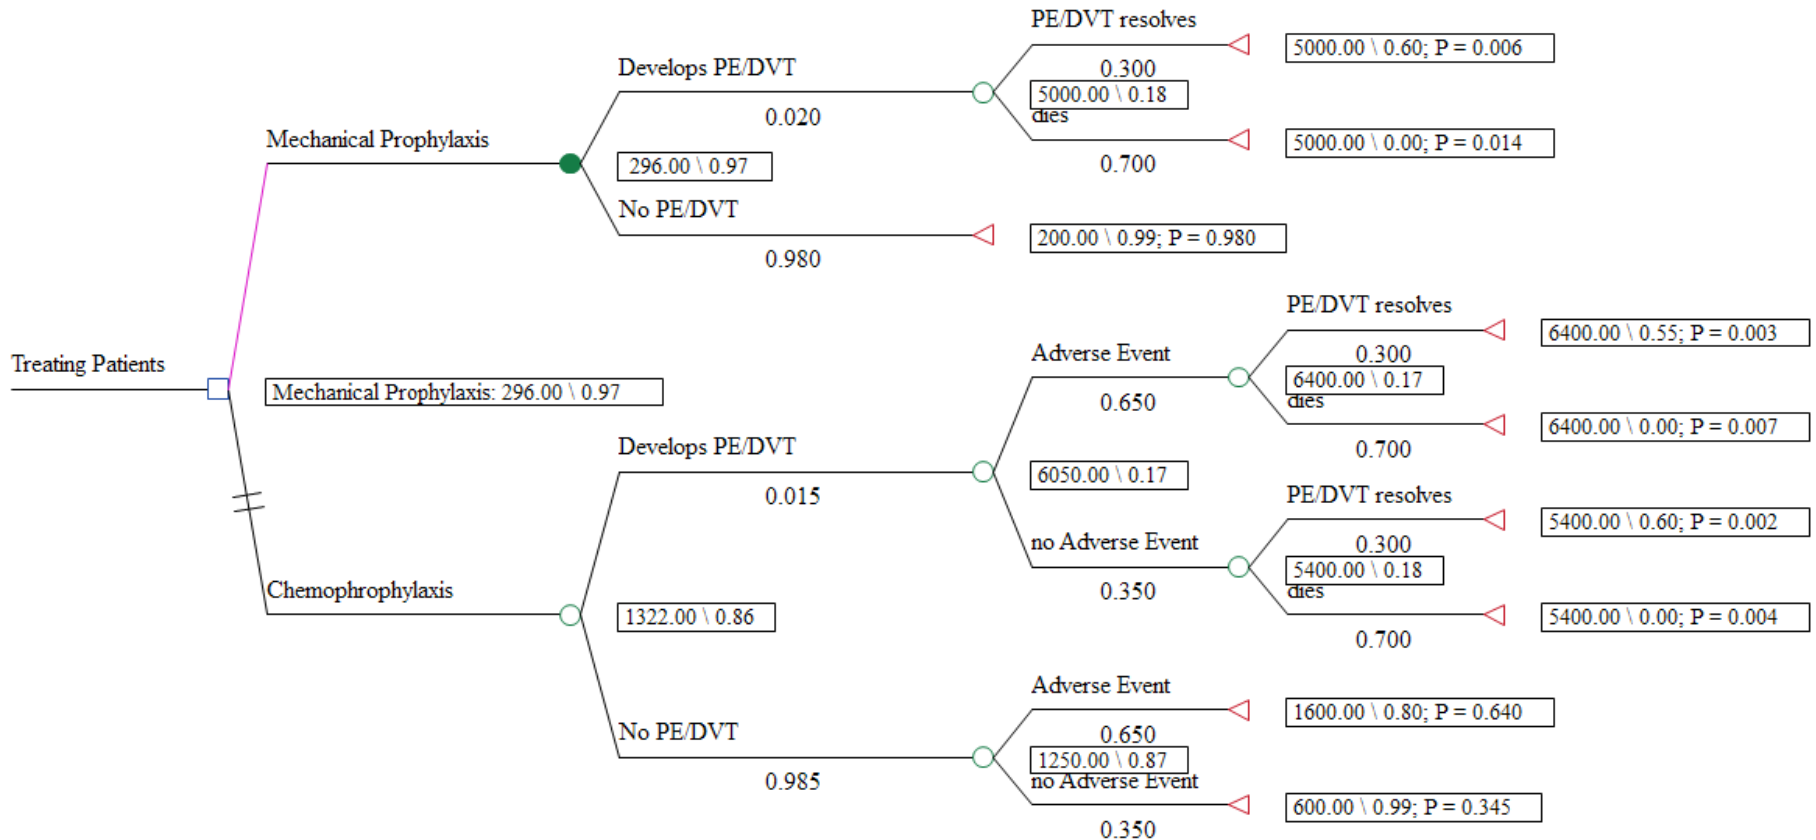 PE/DVT resolves
5000.00 \ 0.60; P = 0.006
Develops PE/DVT
0.300
0.020
5000.00 \ 0.18
dies
Mechanical Prophylaxis
5000.00 \ 0.00; P = 0.014
296.00 \ 0.97
0.700
No PE/DVT
200.00 \ 0.99; P = 0.980
0.980
PE/DVT resolves
6400.00 \ 0.55; P = 0.003
Adverse Event
0.300
Treating Patients
6400.00 \ 0.17
Mechanical Prophylaxis: 296.00 \ 0.97
dies
0.650
6400.00 \ 0.00; P = 0.007
Develops PE/DVT
0.700
6050.00 \ 0.17
0.015
PE/DVT resolves
5400.00 \ 0.60; P = 0.002
no Adverse Event
0.300
5400.00 \ 0.18
Chemophrophylaxis
0.350
dies
1322.00 \ 0.86
5400.00 \ 0.00; P = 0.004
0.700
Adverse Event
1600.00 \ 0.80; P = 0.640
No PE/DVT
0.650
1250.00 \ 0.87
0.985
no Adverse Event
600.00 \ 0.99; P = 0.345
0.350